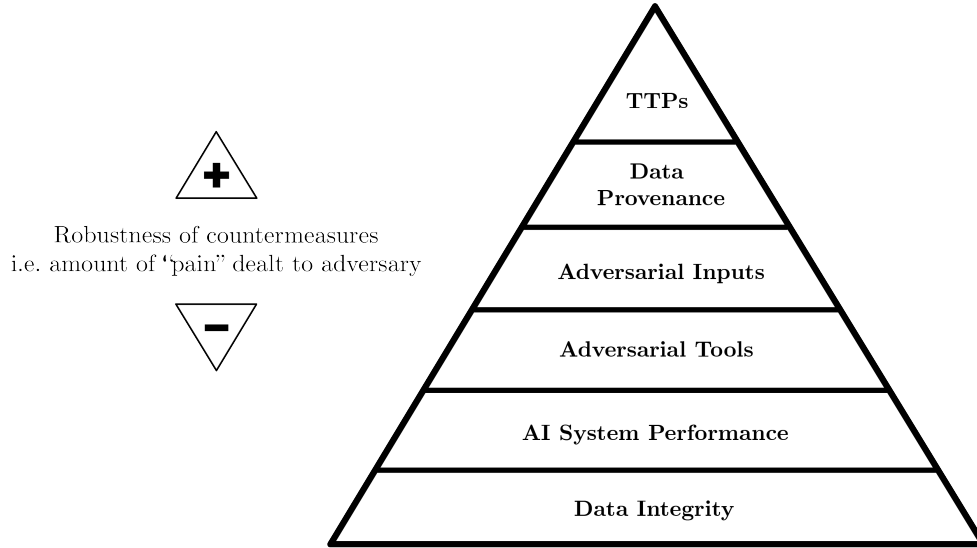 TTPs
Data
Provenance
Adversarial Inputs
Adversarial Tools
AI System Performance
Data Integrity
+
Robustness of countermeasures
i.e. amount of “pain” dealt to adversary
-